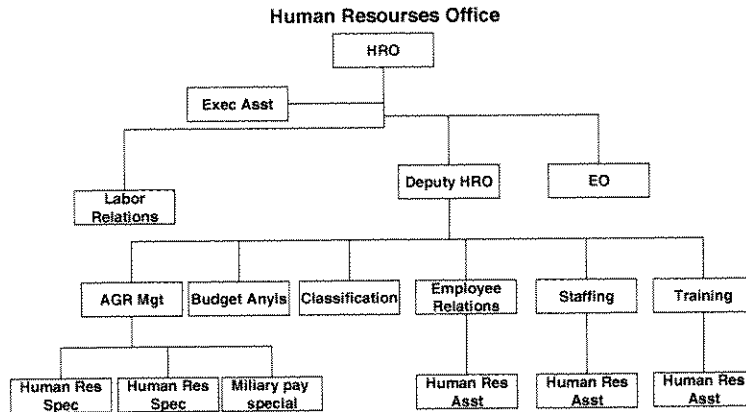 Human Resourses Office
HRO
Exec Asst
Labor
Relations
Deputy HRO
EO
AGR Mgt
Budget Anyls
Classification
Employee
Relations
Staffing
Training
Human Res
Spec
Human Res
Spec
Miliary pay
special
Human Res
Asst
Human Res
Asst
Human Res
Asst